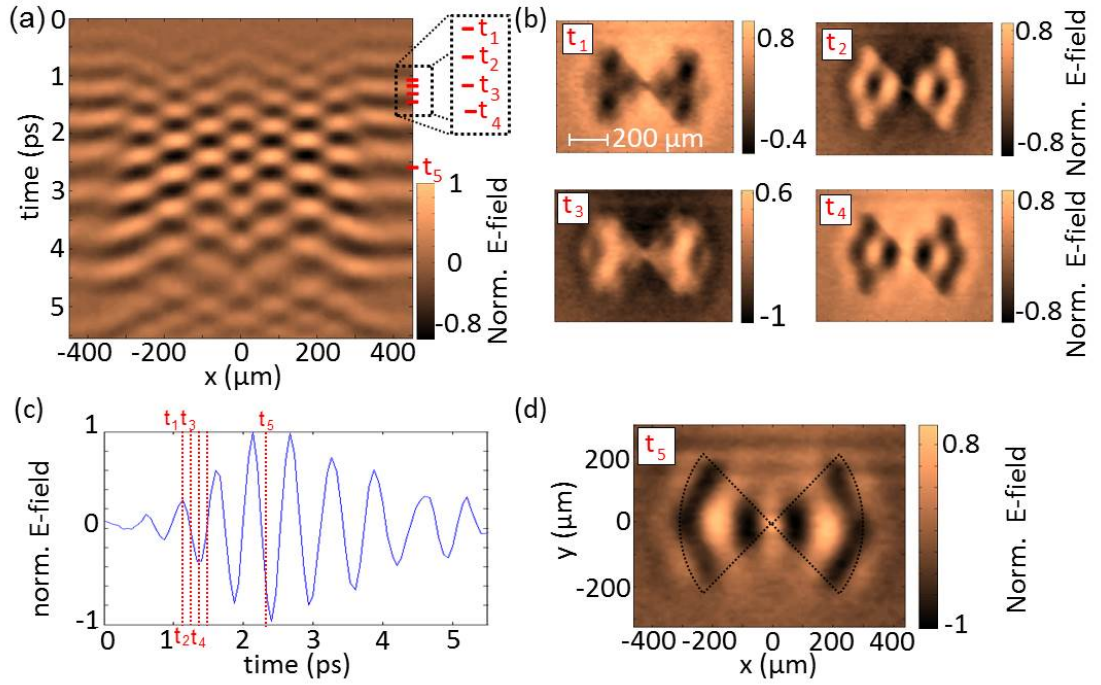 (a)
0
1
2
3
4
5
time (ps)
-400 -200 0 200 400
x (µm)
t1
t2
t3
t4
t5
1
0
-0.8
Norm. E-field
(b)
t1
200 µm
0.8
-0.4
t2
0.8
-0.8
Norm. E-field
t3
0.6
-1
t4
0.8
-0.8
Norm. E-field
(c)
t1 t3 t5
1
0
-1
norm. E-field
t2 t4
0 1 2 3 4 5
time (ps)
(d)
t5
200
0
-200
y (µm)
-400 -200 0 200 400
x (µm)
0.8
-1
Norm. E-field